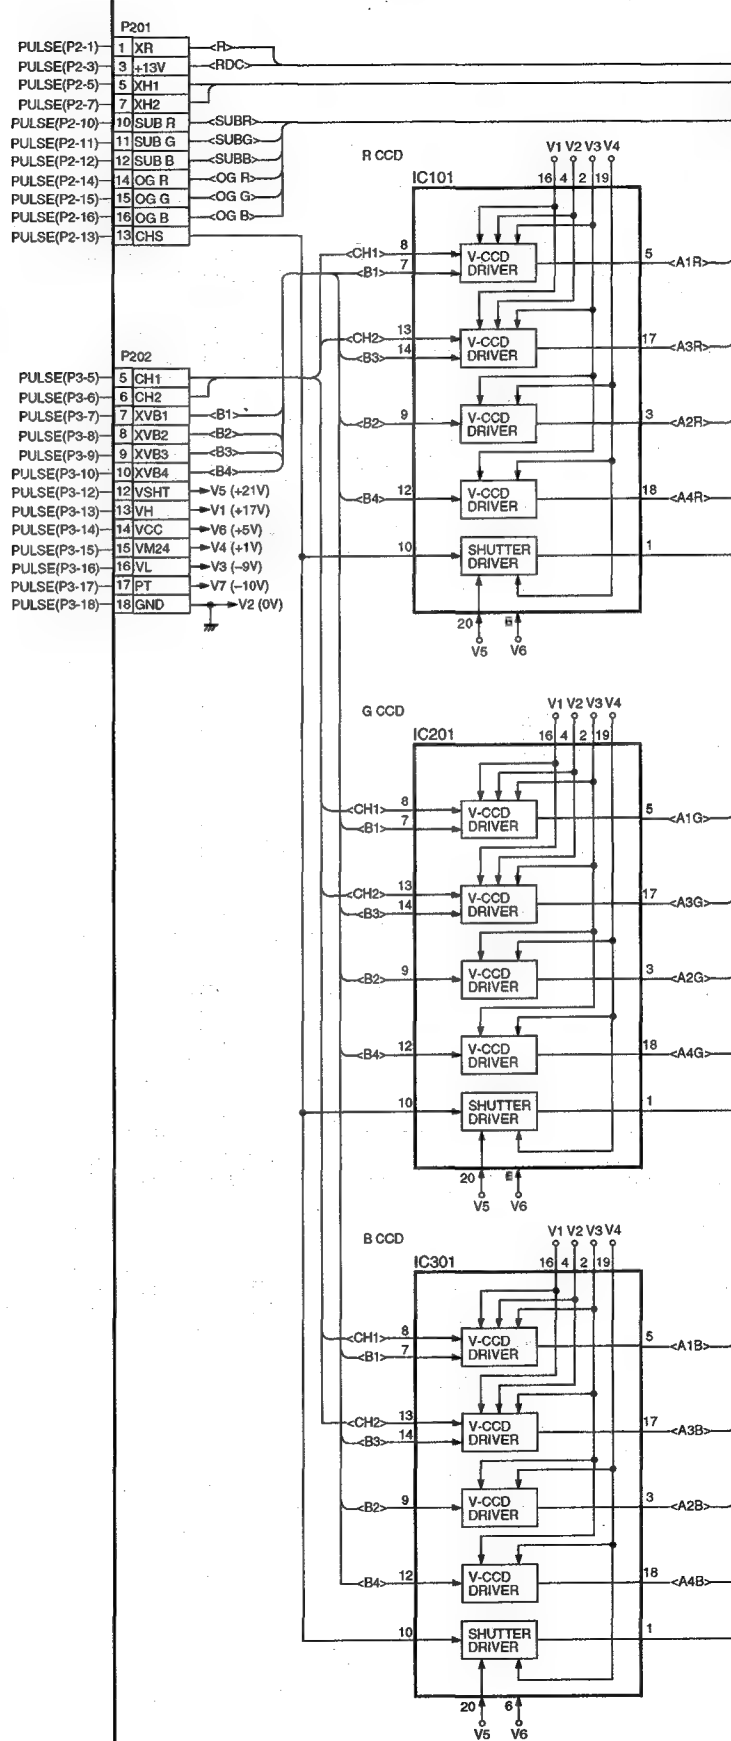 P201
PULSE(P2-1) 1 XR <R>
PULSE(P2-3) 3 +13V <RDC>
PULSE(P2-5) 5 XH1
PULSE(P2-7) 7 XH2
PULSE(P2-10) 10 SUB R <SUBR>
PULSE(P2-11) 11 SUB G <SUBG>
PULSE(P2-12) 12 SUB B <SUBB>
PULSE(P2-14) 14 OG R <OG R>
PULSE(P2-15) 15 OG G <OG G>
PULSE(P2-16) 16 OG B <OG B>
PULSE(P2-13) 13 CHS
P202
PULSE(P3-5) 5 CH1
PULSE(P3-6) 6 CH2
PULSE(P3-7) 7 XVB1 <B1>
PULSE(P3-8) 8 XVB2 <B2>
PULSE(P3-9) 9 XVB3 <B3>
PULSE(P3-10) 10 XVB4 <B4>
PULSE(P3-12) 12 VSHT V5 (+21V)
PULSE(P3-13) 13 VH V1 (+17V)
PULSE(P3-14) 14 VCC V6 (+5V)
PULSE(P3-15) 15 VM24 V4 (+1V)
PULSE(P3-16) 16 VL V3 (–9V)
PULSE(P3-17) 17 PT V7 (–10V)
PULSE(P3-18) 18 GND V2 (0V)
R CCD
V1 V2 V3 V4
IC101 16 4 2 19
<CH1> 8 V-CCD 5 <A1R>
<B1> 7 DRIVER
<CH2> 13 V-CCD 17 <A3R>
<B3> 14 DRIVER
<B2> 9 V-CCD 3 <A2R>
DRIVER
<B4> 12 V-CCD 18 <A4R>
DRIVER
10 SHUTTER 1
DRIVER
20
V5 V6
G CCD
V1 V2 V3 V4
IC201 16 4 2 19
<CH1> 8 V-CCD 5 <A1G>
<B1> 7 DRIVER
<CH2> 13 V-CCD 17 <A3G>
<B3> 14 DRIVER
<B2> 9 V-CCD 3 <A2G>
DRIVER
<B4> 12 V-CCD 18 <A4G>
DRIVER
10 SHUTTER 1
DRIVER
20
V5 V6
B CCD
V1 V2 V3 V4
IC301 16 4 2 19
<CH1> 8 V-CCD 5 <A1B>
<B1> 7 DRIVER
<CH2> 13 V-CCD 17 <A3B>
<B3> 14 DRIVER
<B2> 9 V-CCD 3 <A2B>
DRIVER
<B4> 12 V-CCD 18 <A4B>
DRIVER
10 SHUTTER 1
DRIVER
20 6
V5 V6